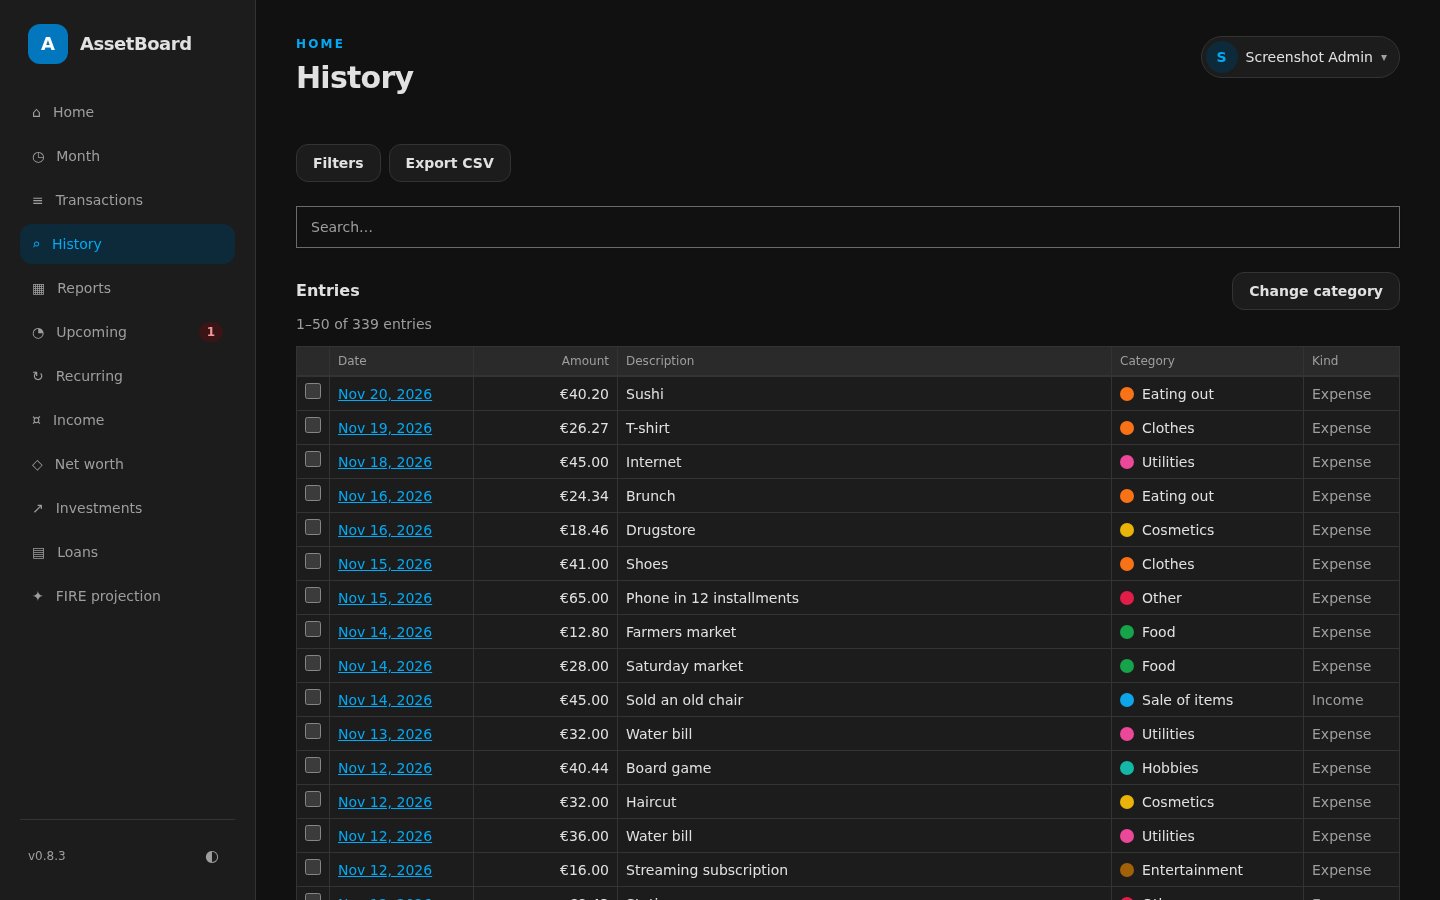 A AssetBoard
Home
Month
Transactions
History
Reports
Upcoming 1
Recurring
Income
Net worth
Investments
Loans
FIRE projection
v0.8.3
HOME
History
S Screenshot Admin
Filters Export CSV
Search…
Entries
Change category
1–50 of 339 entries
Date Amount Description Category Kind
Nov 20, 2026 €40.20 Sushi Eating out Expense
Nov 19, 2026 €26.27 T-shirt Clothes Expense
Nov 18, 2026 €45.00 Internet Utilities Expense
Nov 16, 2026 €24.34 Brunch Eating out Expense
Nov 16, 2026 €18.46 Drugstore Cosmetics Expense
Nov 15, 2026 €41.00 Shoes Clothes Expense
Nov 15, 2026 €65.00 Phone in 12 installments Other Expense
Nov 14, 2026 €12.80 Farmers market Food Expense
Nov 14, 2026 €28.00 Saturday market Food Expense
Nov 14, 2026 €45.00 Sold an old chair Sale of items Income
Nov 13, 2026 €32.00 Water bill Utilities Expense
Nov 12, 2026 €40.44 Board game Hobbies Expense
Nov 12, 2026 €32.00 Haircut Cosmetics Expense
Nov 12, 2026 €36.00 Water bill Utilities Expense
Nov 12, 2026 €16.00 Streaming subscription Entertainment Expense